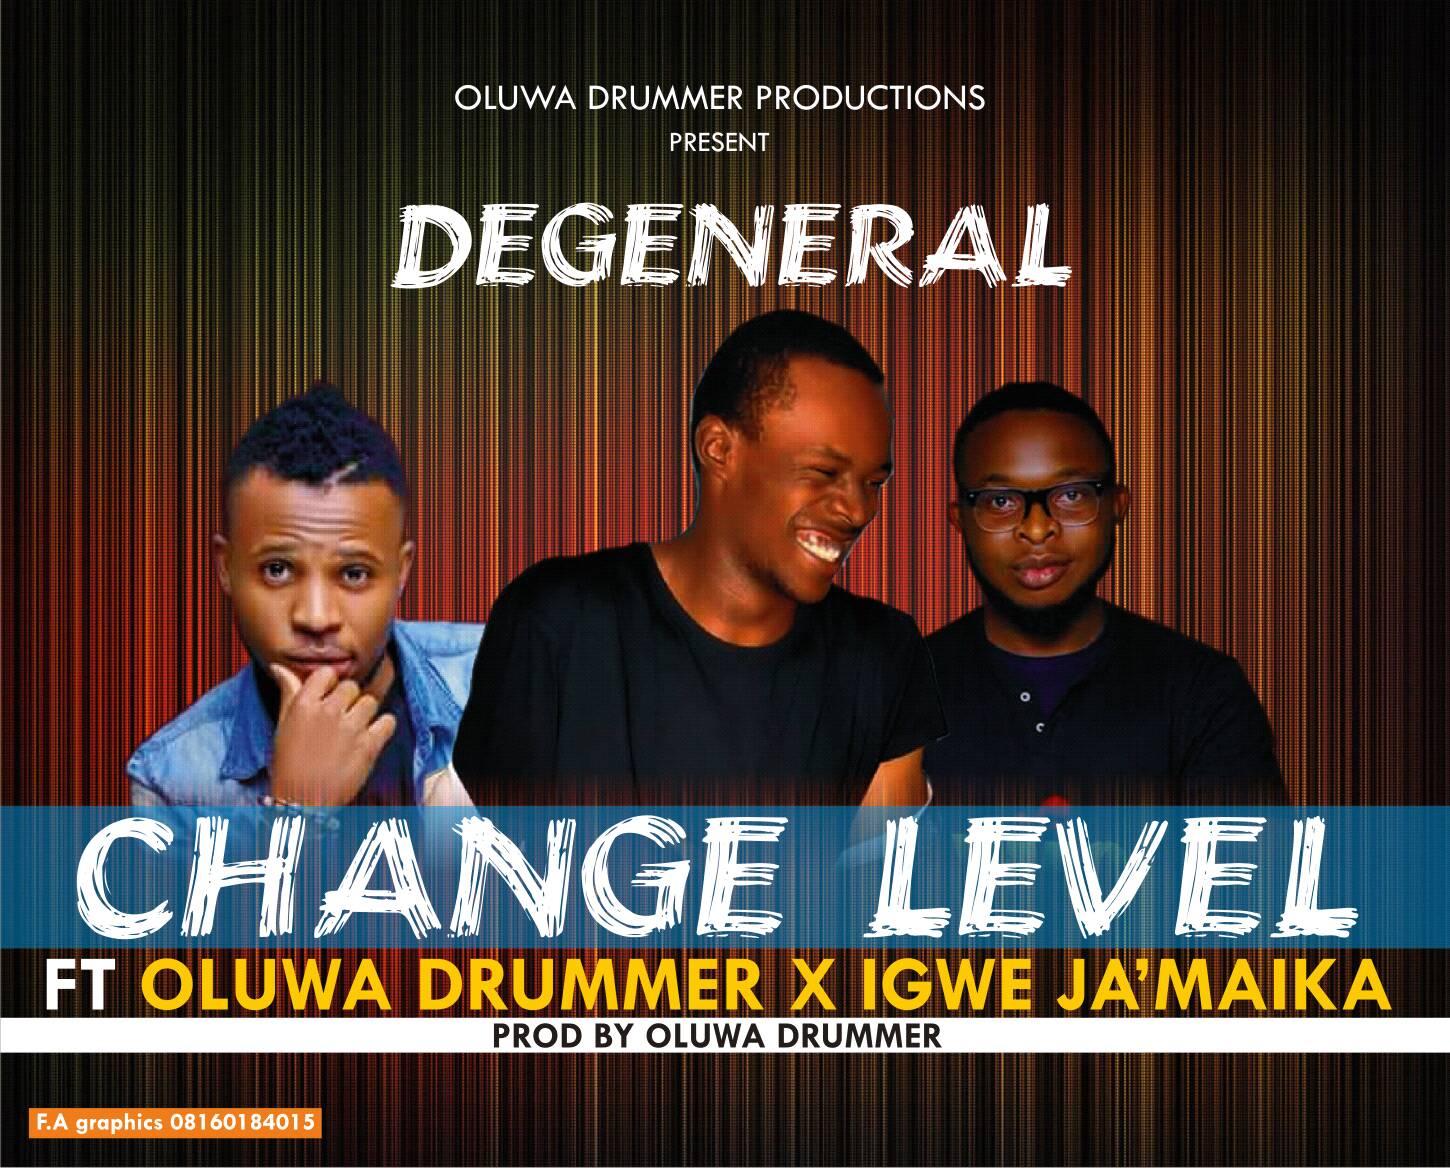 OLUWA DRUMMER PRODUCTIONS
PRESENT
DEGENERAL
CHANGE LEVEL
FT OLUWA DRUMMER X IGWE JA'MAIKA
PROD BY OLUWA DRUMMER
F.A graphics 08160184015